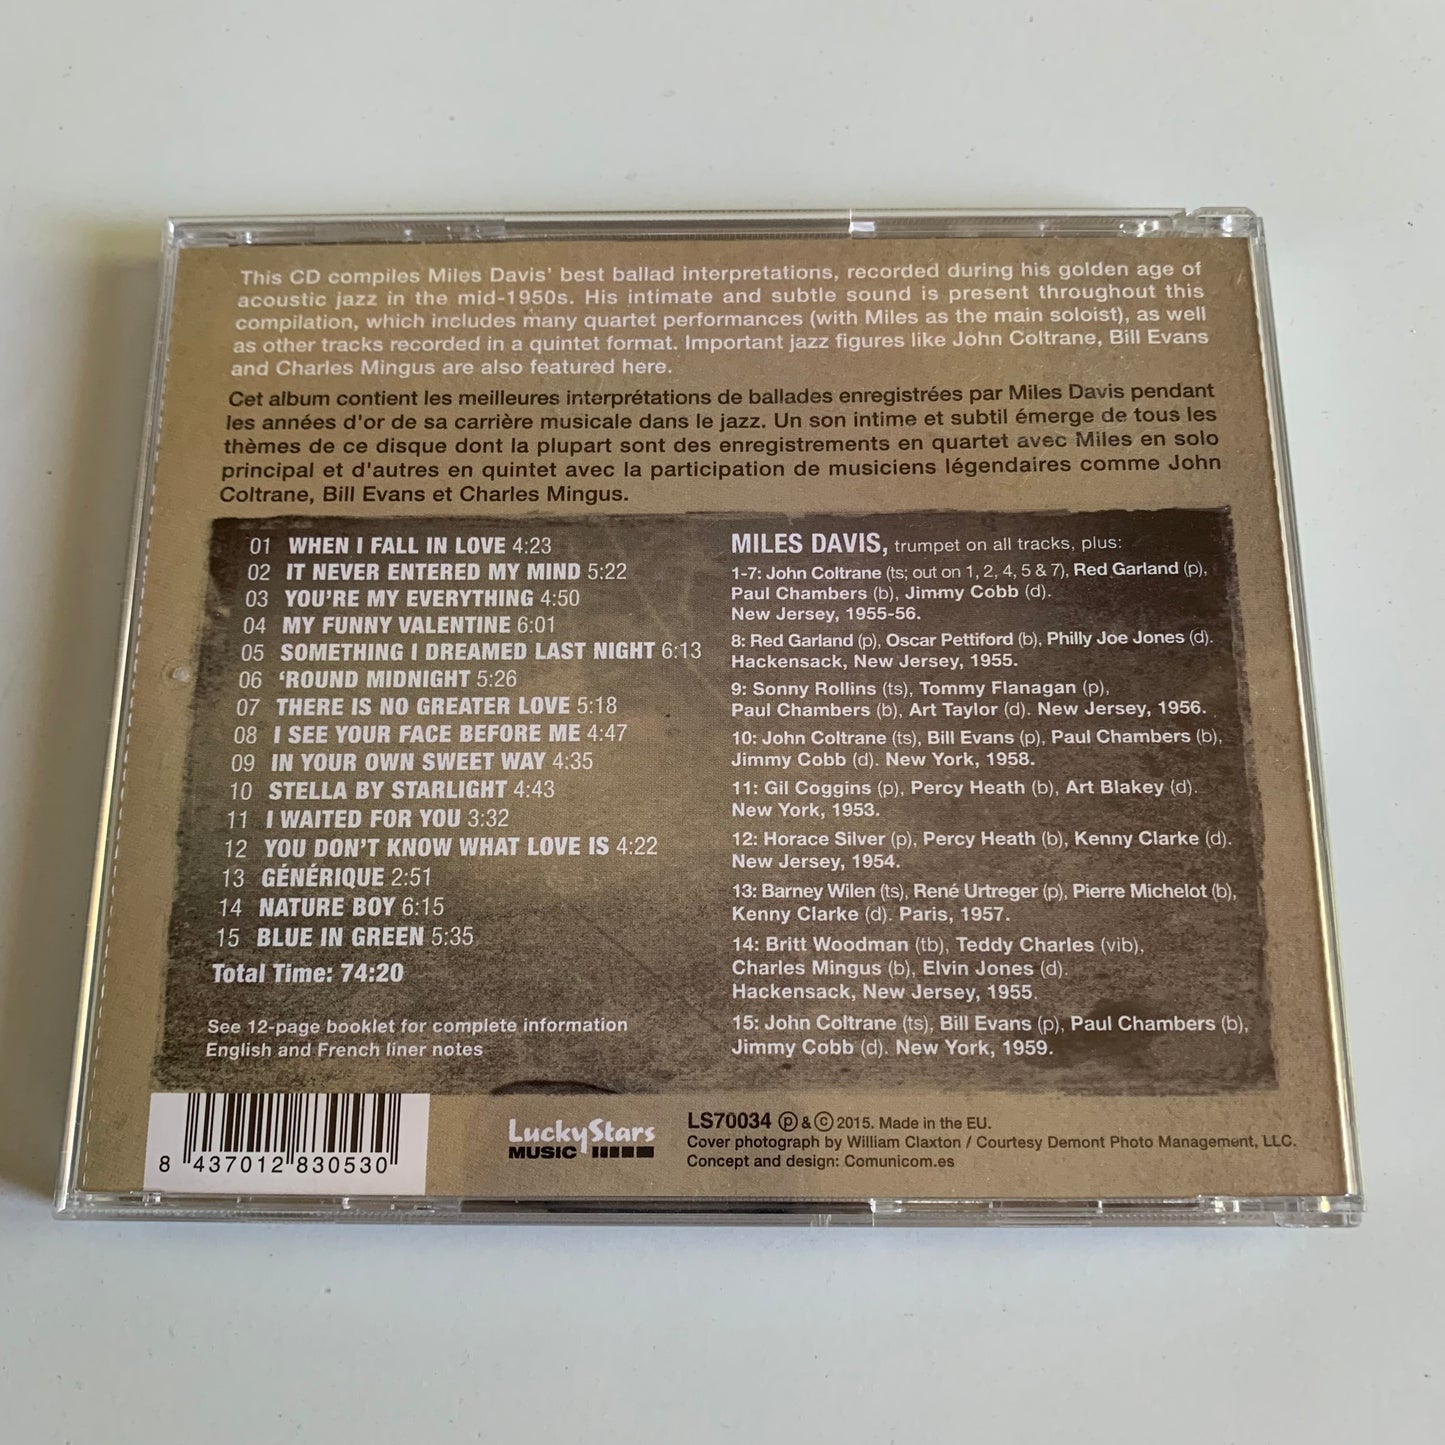 This CD compiles Miles Davis' best ballad interpretations, recorded during his golden age of
acoustic jazz in the mid-1950s. His intimate and subtle sound is present throughout this
compilation, which includes many quartet performances (with Miles as the main soloist), as well
as other tracks recorded in a quintet format. Important jazz figures like John Coltrane, Bill Evans
and Charles Mingus are also featured here.
Cet album contient les meilleures interprétations de ballades enregistrées par Miles Davis pendant
les années d'or de sa carrière musicale dans le jazz. Un son intime et subtil émerge de tous les
thèmes de ce disque dont la plupart sont des enregistrements en quartet avec Miles en solo
principal et d'autres en quintet avec la participation de musiciens légendaires comme John
Coltrane, Bill Evans et Charles Mingus.
01 WHEN I FALL IN LOVE 4:23
02 IT NEVER ENTERED MY MIND 5:22
03 YOU'RE MY EVERYTHING 4:50
04 MY FUNNY VALENTINE 6:01
05 SOMETHING I DREAMED LAST NIGHT 6:13
06 ‘ROUND MIDNIGHT 5:26
07 THERE IS NO GREATER LOVE 5:18
08 I SEE YOUR FACE BEFORE ME 4:47
09 IN YOUR OWN SWEET WAY 4:35
10 STELLA BY STARLIGHT 4:43
11 I WAITED FOR YOU 3:32
12 YOU DON'T KNOW WHAT LOVE IS 4:22
13 GÉNÉRIQUE 2:51
14 NATURE BOY 6:15
15 BLUE IN GREEN 5:35
Total Time: 74:20
See 12-page booklet for complete information
English and French liner notes
MILES DAVIS, trumpet on all tracks, plus:
1-7: John Coltrane (ts; out on 1, 2, 4, 5 & 7), Red Garland (p),
Paul Chambers (b), Jimmy Cobb (d).
New Jersey, 1955-56.
8: Red Garland (p), Oscar Pettiford (b), Philly Joe Jones (d).
Hackensack, New Jersey, 1955.
9: Sonny Rollins (ts), Tommy Flanagan (p),
Paul Chambers (b), Art Taylor (d). New Jersey, 1956.
10: John Coltrane (ts), Bill Evans (p), Paul Chambers (b),
Jimmy Cobb (d). New York, 1958.
11: Gil Coggins (p), Percy Heath (b), Art Blakey (d).
New York, 1953.
12: Horace Silver (p), Percy Heath (b), Kenny Clarke (d).
New Jersey, 1954.
13: Barney Wilen (ts), René Urtreger (p), Pierre Michelot (b),
Kenny Clarke (d). Paris, 1957.
14: Britt Woodman (tb), Teddy Charles (vib),
Charles Mingus (b), Elvin Jones (d).
Hackensack, New Jersey, 1955.
15: John Coltrane (ts), Bill Evans (p), Paul Chambers (b),
Jimmy Cobb (d). New York, 1959.
8 437012 830530
LuckyStars
MUSIC
LS70034 ℗ & © 2015. Made in the EU.
Cover photograph by William Claxton / Courtesy Demont Photo Management, LLC.
Concept and design: Comunicom.es